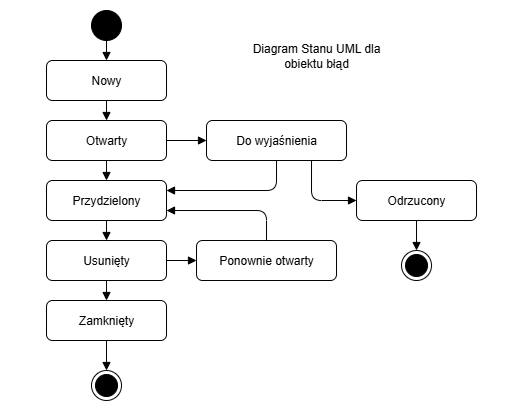 Diagram Stanu UML dla
obiektu błąd
Nowy
Otwarty
Do wyjaśnienia
Przydzielony
Odrzucony
Usunięty
Ponownie otwarty
Zamknięty